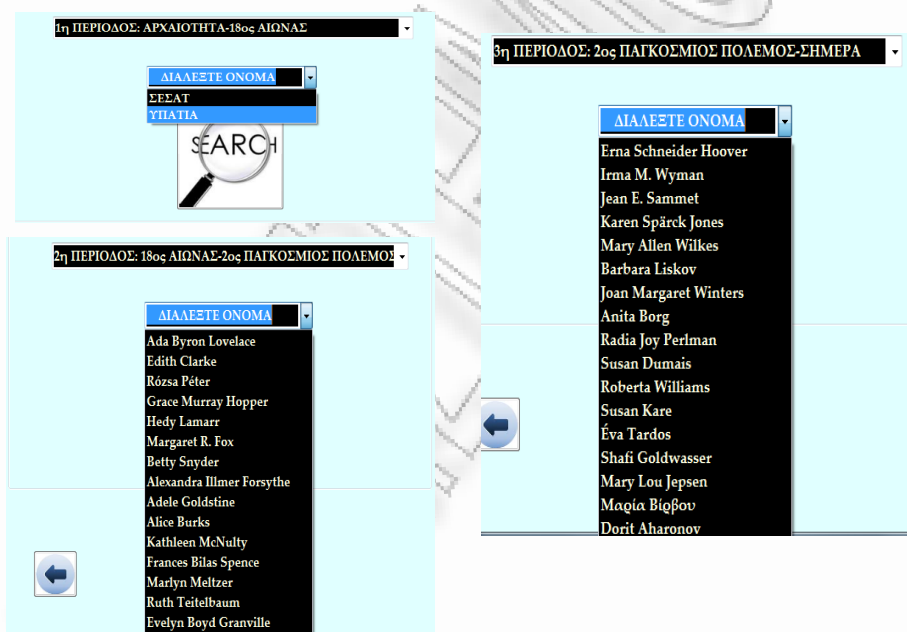 1η ΠΕΡΙΟΔΟΣ: ΑΡΧΑΙΟΤΗΤΑ-18ος ΑΙΩΝΑΣ
ΔΙΑΛΕΞΤΕ ΟΝΟΜΑ
ΣΕΣΑΤ
ΥΠΑΤΙΑ
SEARCH
2η ΠΕΡΙΟΔΟΣ: 18ος ΑΙΩΝΑΣ-2ος ΠΑΓΚΟΣΜΙΟΣ ΠΟΛΕΜΟΣ
ΔΙΑΛΕΞΤΕ ΟΝΟΜΑ
Ada Byron Lovelace
Edith Clarke
Rózsa Péter
Grace Murray Hopper
Hedy Lamarr
Margaret R. Fox
Betty Snyder
Alexandra Illmer Forsythe
Adele Goldstine
Alice Burks
Kathleen McNulty
Frances Bilas Spence
Marlyn Meltzer
Ruth Teitelbaum
Evelyn Boyd Granville
3η ΠΕΡΙΟΔΟΣ: 2ος ΠΑΓΚΟΣΜΙΟΣ ΠΟΛΕΜΟΣ-ΣΗΜΕΡΑ
ΔΙΑΛΕΞΤΕ ΟΝΟΜΑ
Erna Schneider Hoover
Irma M. Wyman
Jean E. Sammet
Karen Spärck Jones
Mary Allen Wilkes
Barbara Liskov
Joan Margaret Winters
Anita Borg
Radia Joy Perlman
Susan Dumais
Roberta Williams
Susan Kare
Éva Tardos
Shafi Goldwasser
Mary Lou Jepsen
Μαρία Βίρβου
Dorit Aharonov